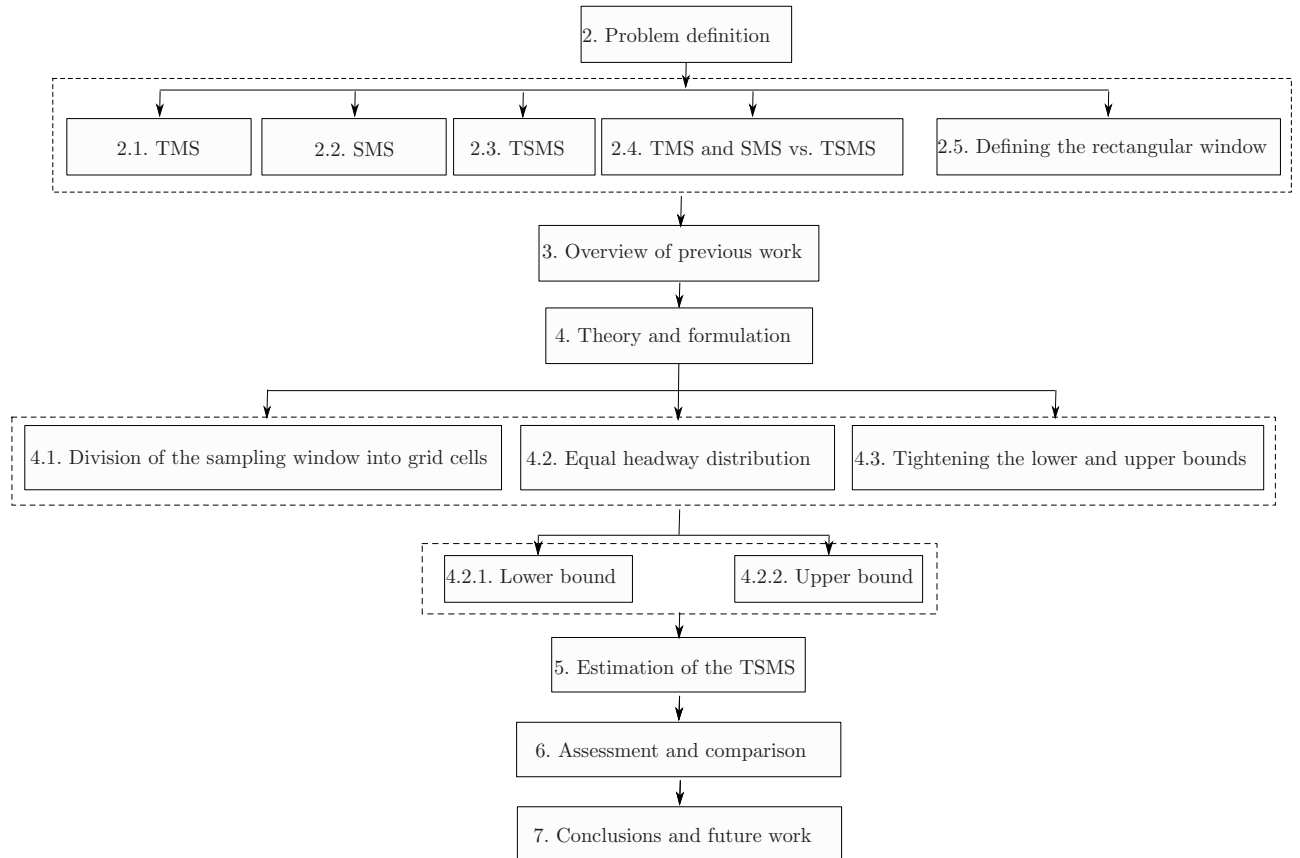 2. Problem definition
2.1. TMS
2.2. SMS
2.3. TSMS
2.4. TMS and SMS vs. TSMS
2.5. Defining the rectangular window
3. Overview of previous work
4. Theory and formulation
4.1. Division of the sampling window into grid cells
4.2. Equal headway distribution
4.3. Tightening the lower and upper bounds
4.2.1. Lower bound
4.2.2. Upper bound
5. Estimation of the TSMS
6. Assessment and comparison
7. Conclusions and future work